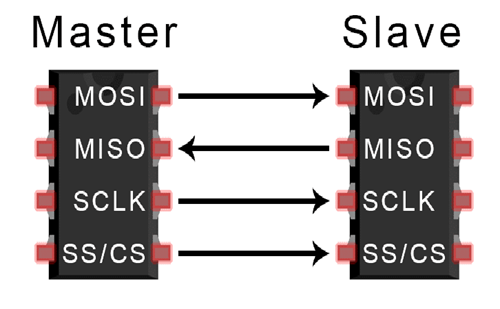 Master Slave
MOSI MOSI
MISO MISO
SCLK SCLK
SS/CS SS/CS